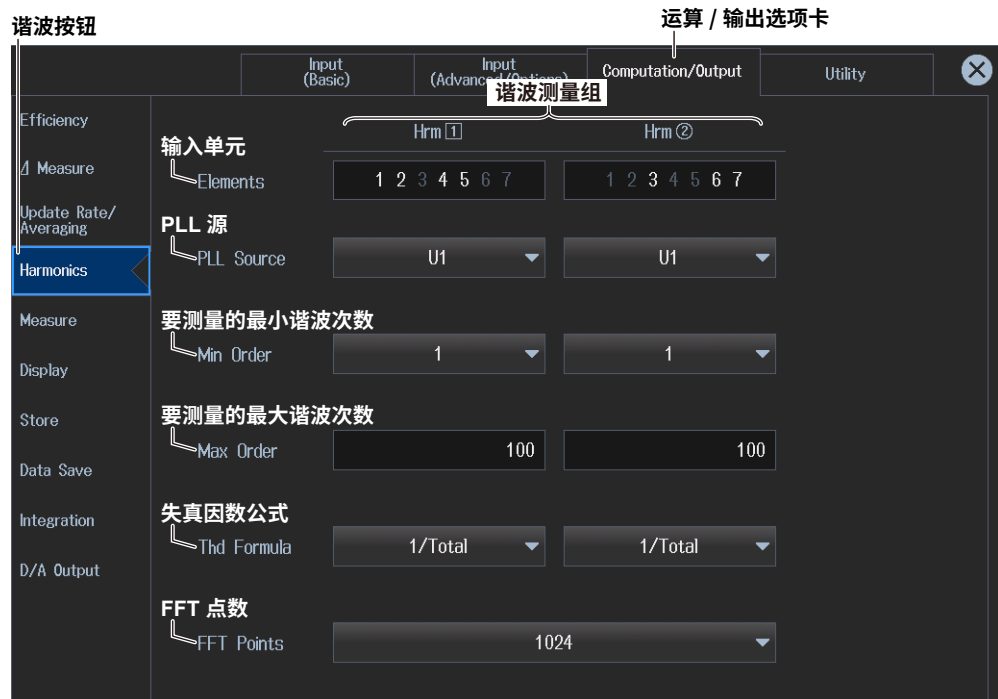 谐波按钮
运算 / 输出选项卡
Input
(Basic)
Input
(Advanced/Options)
Computation/Output
Utility
谐波测量组
Hrm 1
Hrm ②
Efficiency
输入单元
⊿ Measure
Elements
1 2 3 4 5 6 7
1 2 3 4 5 6 7
Update Rate/
Averaging
PLL 源
PLL Source
U1
U1
Harmonics
Measure
要测量的最小谐波次数
Min Order
1
1
Display
Store
要测量的最大谐波次数
Max Order
100
100
Data Save
Integration
失真因数公式
Thd Formula
1/Total
1/Total
D/A Output
FFT 点数
FFT Points
1024